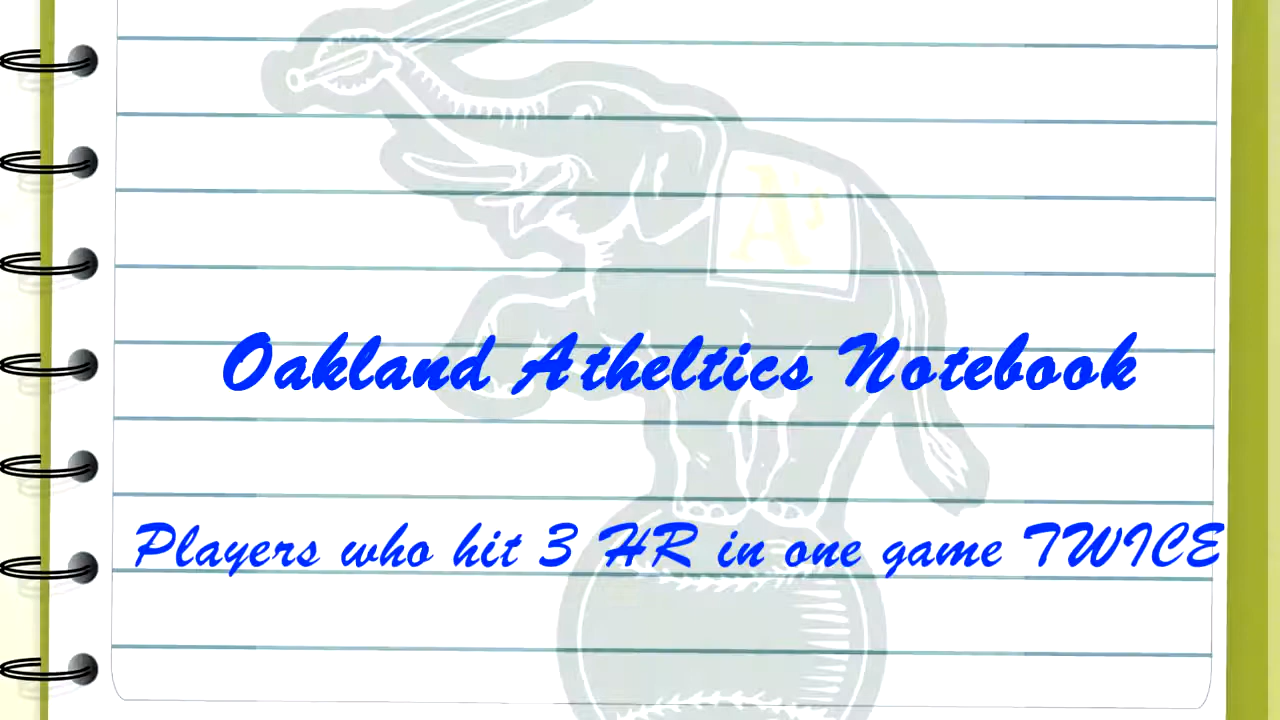 A's
Oakland Atheltics Notebook
Players who hit 3 HR in one game TWICE